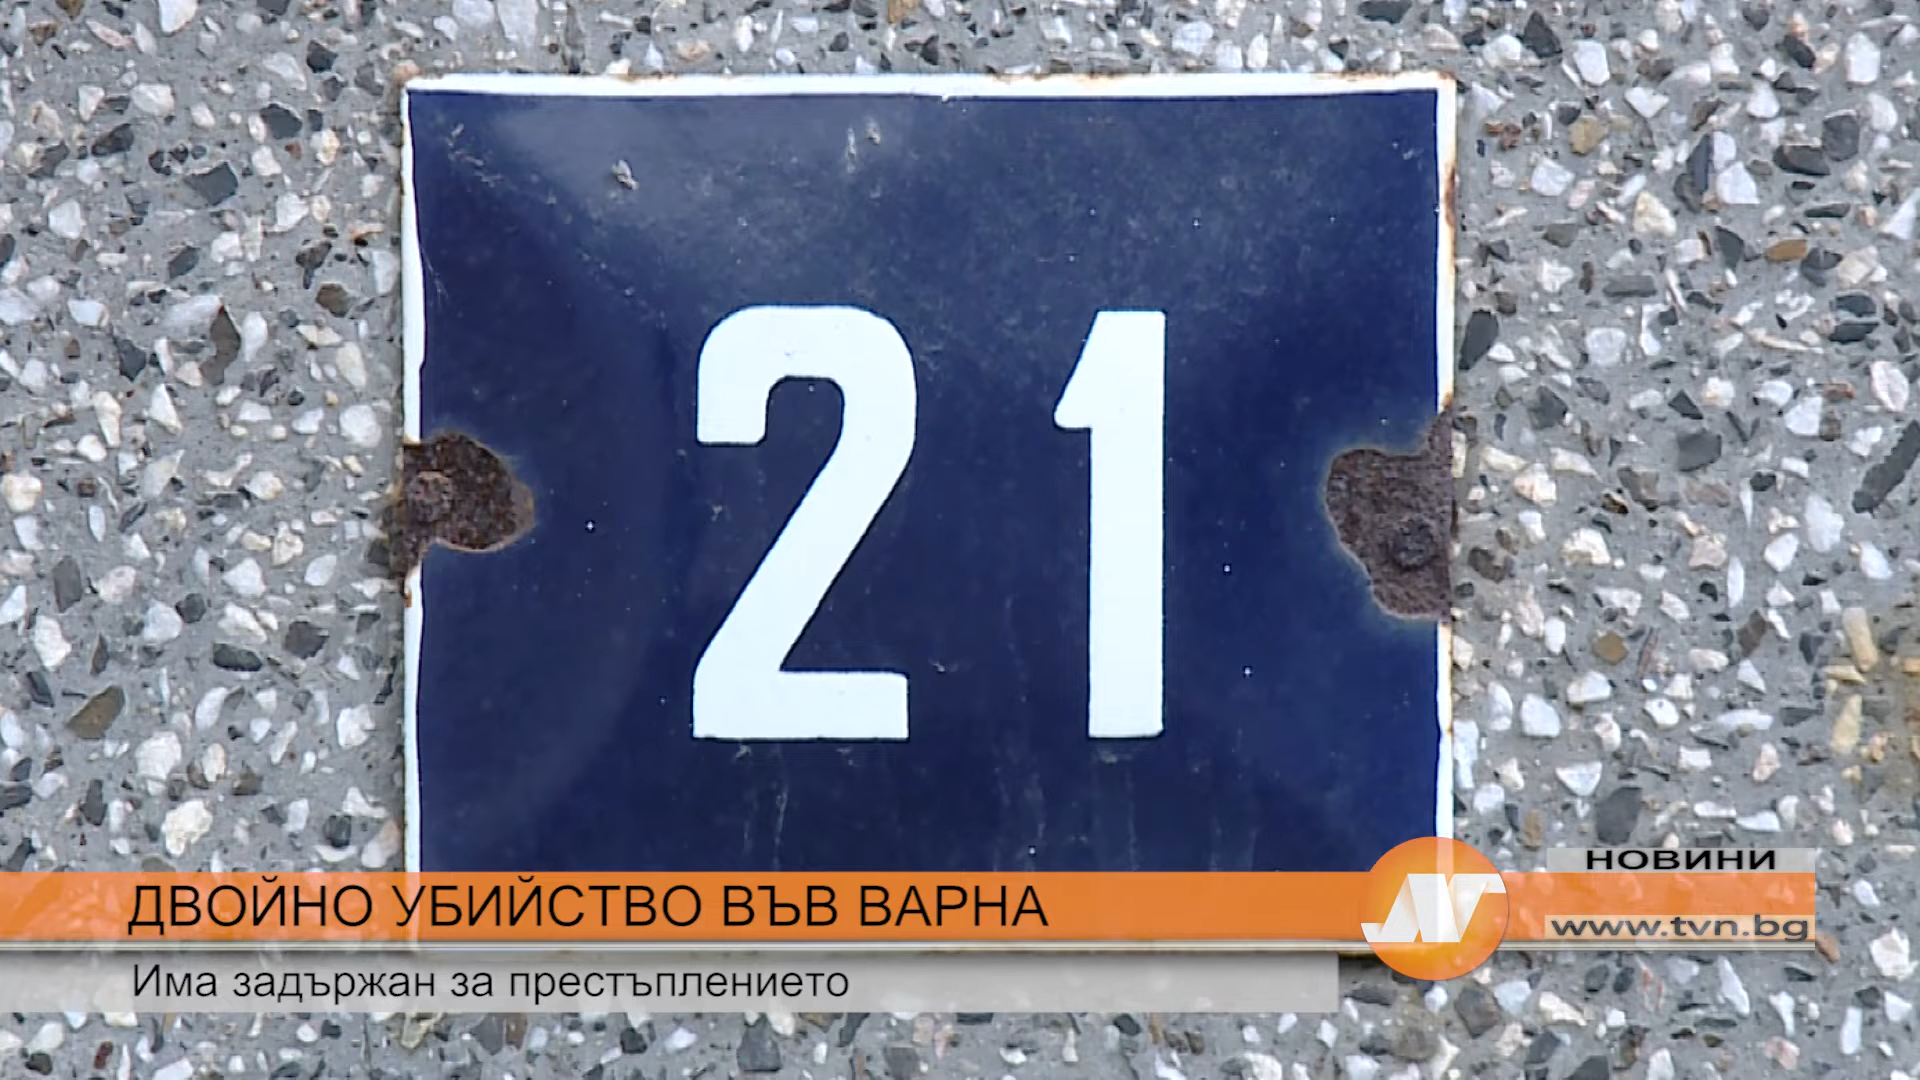 21
ДВОЙНО УБИЙСТВО ВЪВ ВАРНА
Има задържан за престъплението
НОВИНИ
www.tvn.bg